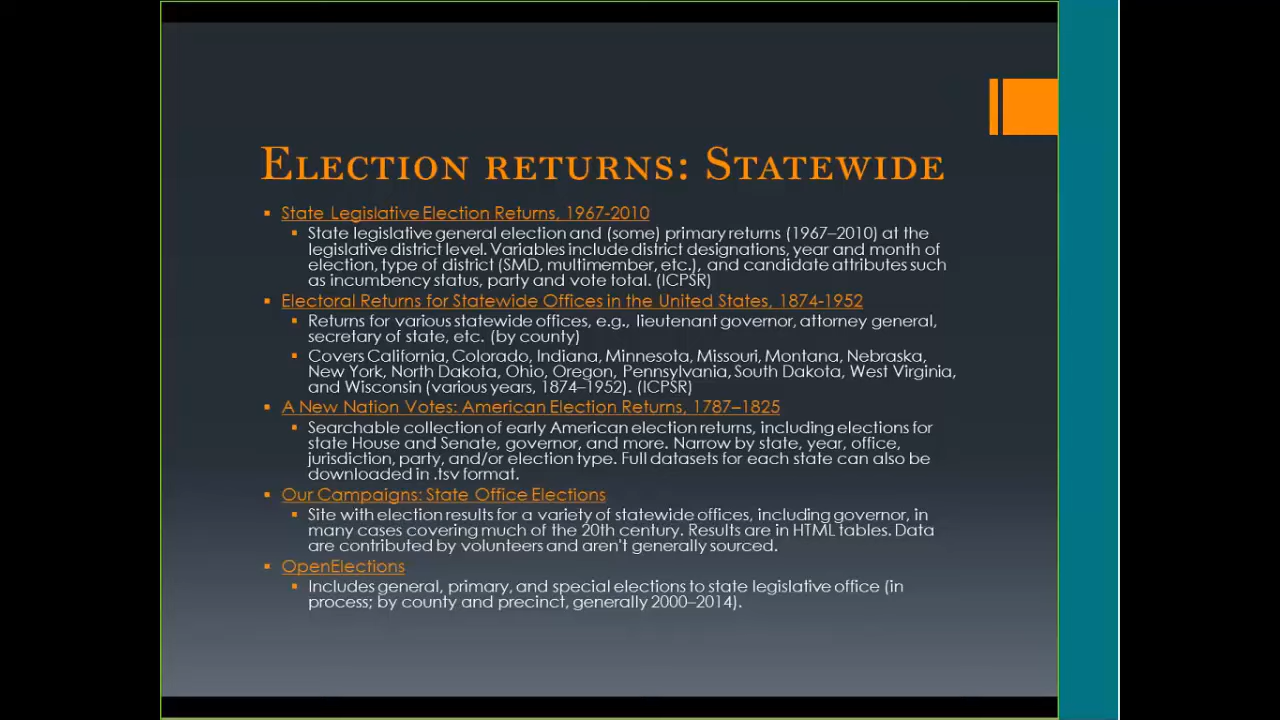 Election returns: Statewide
State Legislative Election Returns, 1967-2010
State legislative general election and (some) primary returns (1967–2010) at the
legislative district level. Variables include district designations, year and month of
election, type of district (SMD, multimember, etc.), and candidate attributes such
as incumbency status, party and vote total. (ICPSR)
Electoral Returns for Statewide Offices in the United States, 1874-1952
Returns for various statewide offices, e.g., lieutenant governor, attorney general,
secretary of state, etc. (by county)
Covers California, Colorado, Indiana, Minnesota, Missouri, Montana, Nebraska,
New York, North Dakota, Ohio, Oregon, Pennsylvania, South Dakota, West Virginia,
and Wisconsin (various years, 1874–1952). (ICPSR)
A New Nation Votes: American Election Returns, 1787–1825
Searchable collection of early American election returns, including elections for
state House and Senate, governor, and more. Narrow by state, year, office,
jurisdiction, party, and/or election type. Full datasets for each state can also be
downloaded in .tsv format.
Our Campaigns: State Office Elections
Site with election results for a variety of statewide offices, including governor, in
many cases covering much of the 20th century. Results are in HTML tables. Data
are contributed by volunteers and aren't generally sourced.
OpenElections
Includes general, primary, and special elections to state legislative office (in
process; by county and precinct, generally 2000–2014).